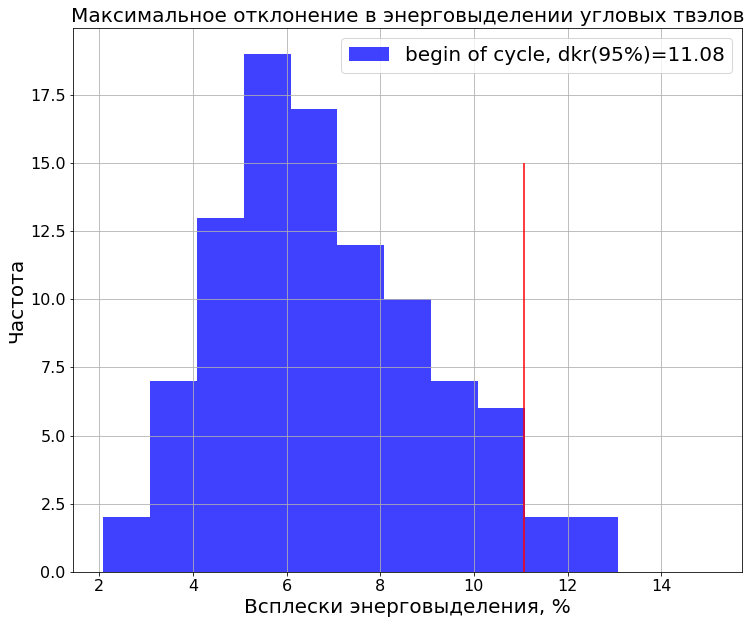 Максимальное отклонение в энерговыделении угловых твэлов
begin of cycle, dkr(95%)=11.08
17.5
15.0
12.5
10.0
7.5
5.0
2.5
0.0
Частота
2 4 6 8 10 12 14
Всплески энерговыделения, %